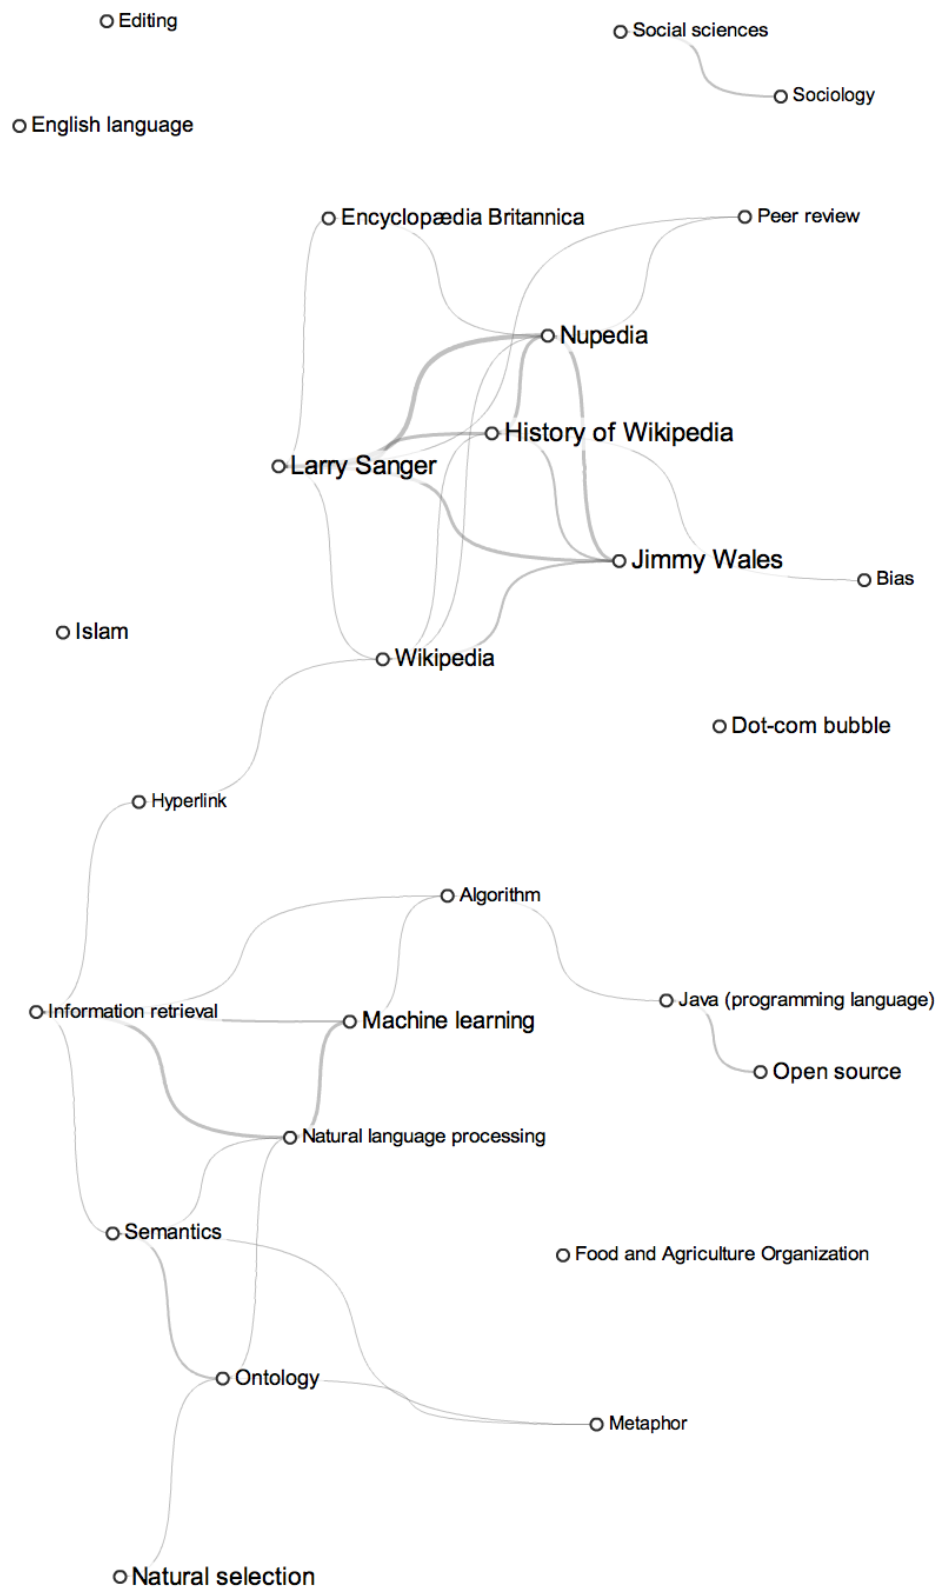 Editing
Social sciences
Sociology
English language
Encyclopædia Britannica
Peer review
Nupedia
History of Wikipedia
Larry Sanger
Jimmy Wales
Bias
Islam
Wikipedia
Dot-com bubble
Hyperlink
Algorithm
Java (programming language)
Information retrieval
Machine learning
Open source
Natural language processing
Semantics
Food and Agriculture Organization
Ontology
Metaphor
Natural selection